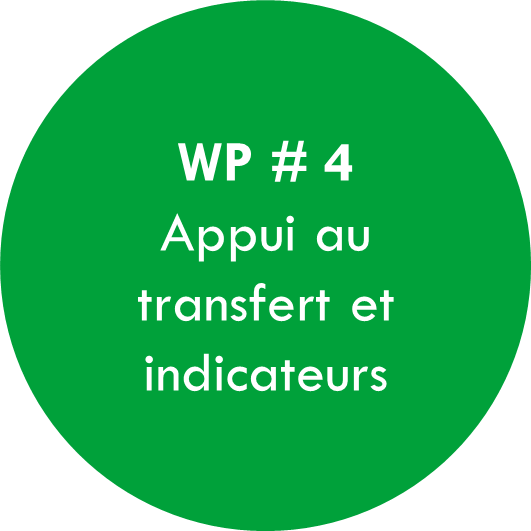 WP # 4
Appui au
transfert et
indicateurs